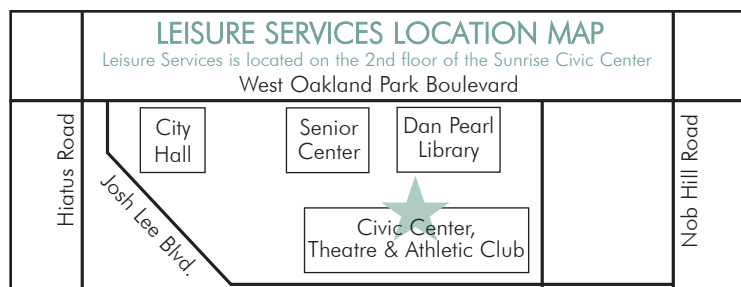 LEISURE SERVICES LOCATION MAP
Leisure Services is located on the 2nd floor of the Sunrise Civic Center
West Oakland Park Boulevard
Hiatus Road
City
Hall
Senior
Center
Dan Pearl
Library
Nob Hill Road
Josh Lee Blvd.
Civic Center,
Theatre & Athletic Club